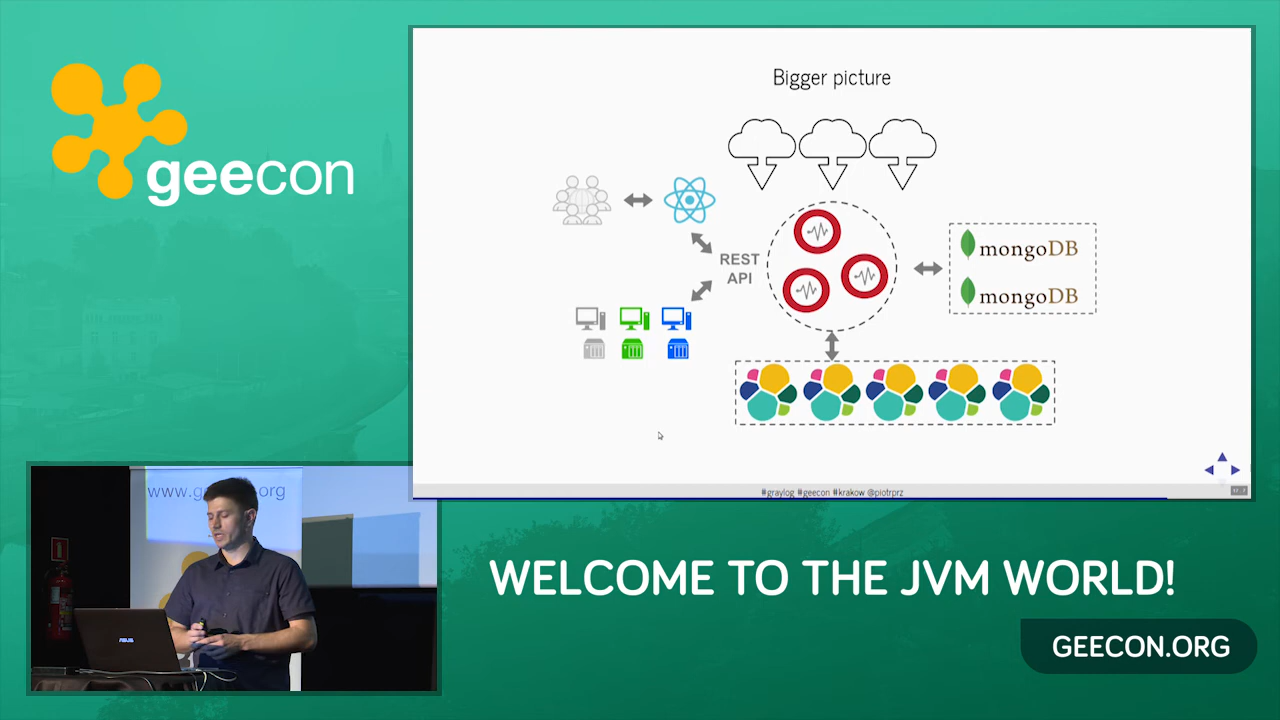 geecon
Bigger picture
REST
API
mongoDB
mongoDB
#graylog #geecon #krakow @piotrprz
www.g
org
ASUS
WELCOME TO THE JVM WORLD!
GEECON.ORG